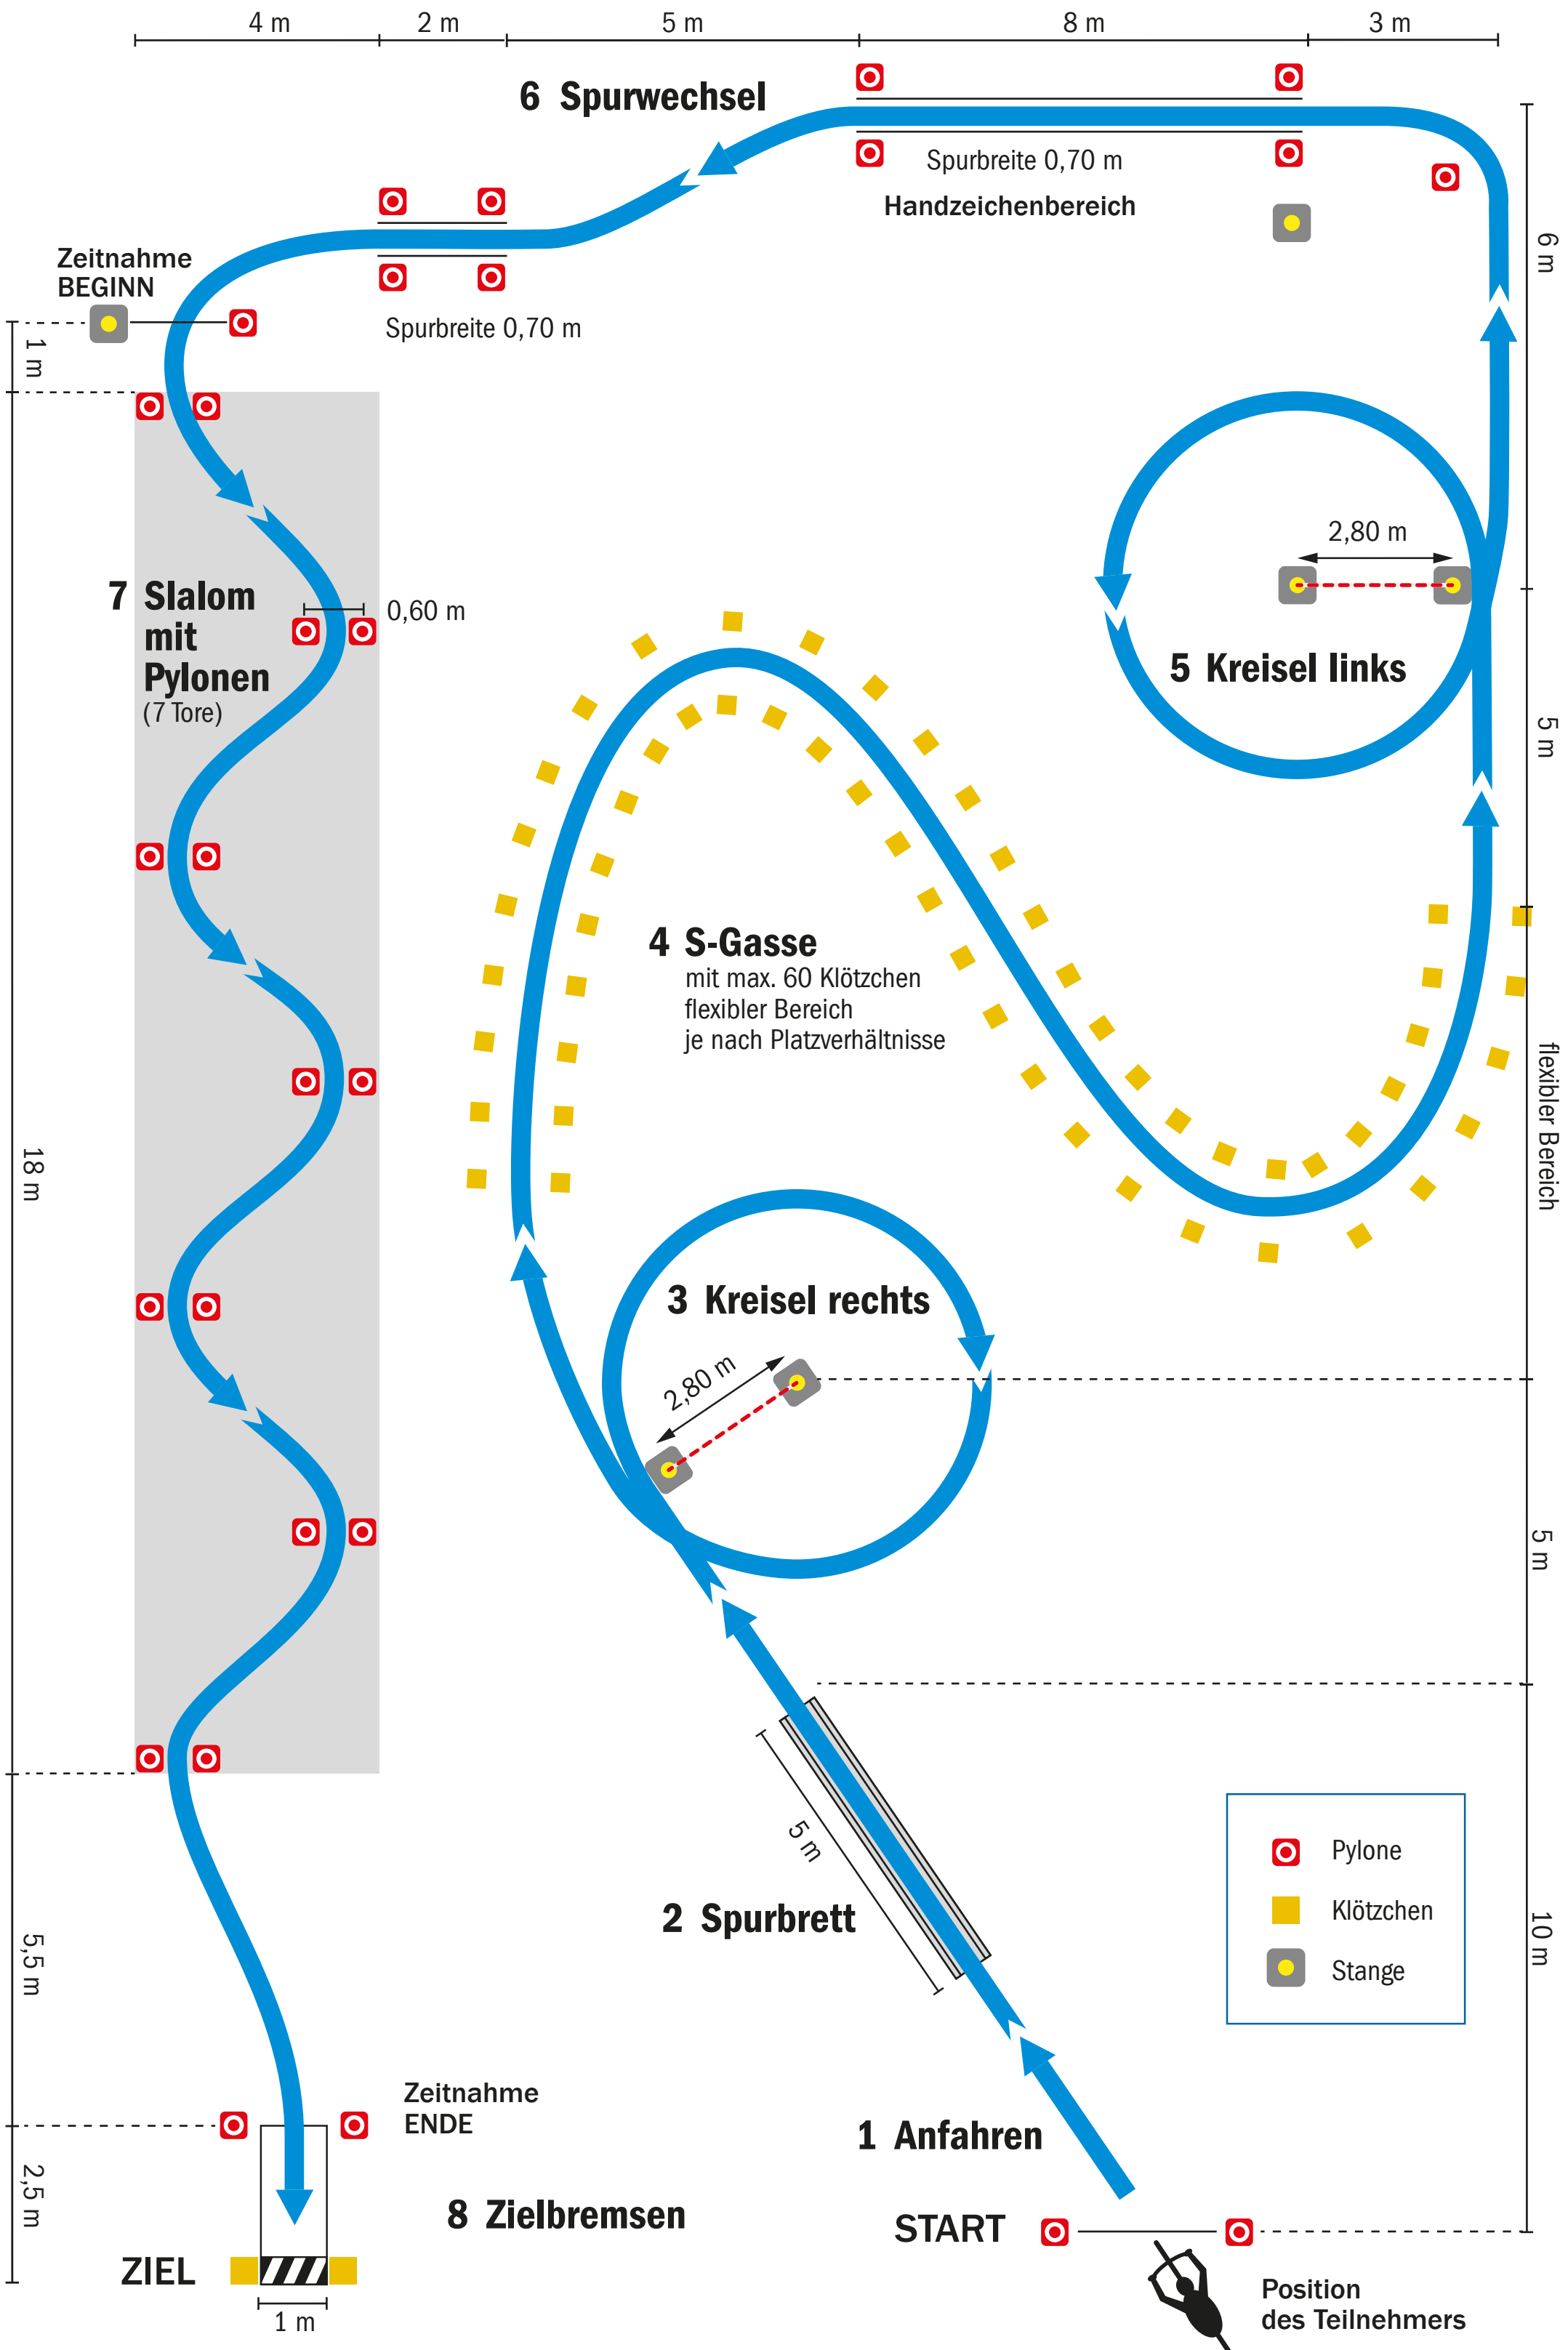 4 m
2 m
5 m
8 m
3 m
6 Spurwechsel
Spurbreite 0,70 m
Handzeichenbereich
6 m
Zeitnahme
BEGINN
Spurbreite 0,70 m
1 m
2,80 m
5 Kreisel links
5 m
7 Slalom
mit
Pylonen
(7 Tore)
0,60 m
4 S-Gasse
mit max. 60 Klötzchen
flexibler Bereich
je nach Platzverhältnisse
flexibler Bereich
18 m
3 Kreisel rechts
2,80 m
5 m
5 m
2 Spurbrett
Pylone
Klötzchen
Stange
10 m
5,5 m
Zeitnahme
ENDE
1 Anfahren
2,5 m
8 Zielbremsen
START
ZIEL
1 m
Position
des Teilnehmers